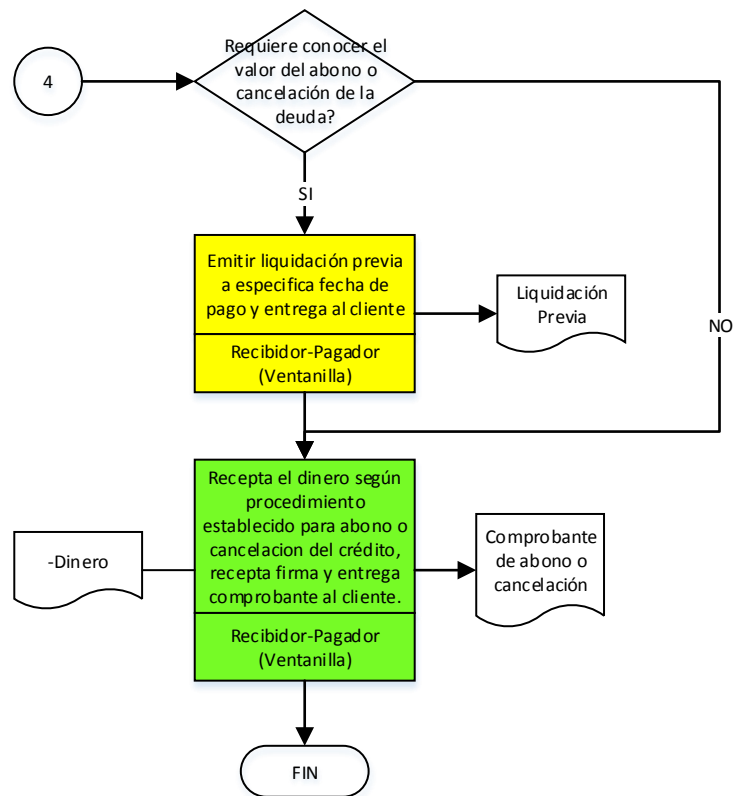 Requiere conocer el
valor del abono o
cancelación de la
deuda?
4
SI
Emitir liquidación previa
a especifica fecha de
pago y entrega al cliente
Liquidación
Previa
NO
Recibidor-Pagador
(Ventanilla)
Recepta el dinero según
procedimiento
establecido para abono o
cancelacion del crédito,
recepta firma y entrega
comprobante al cliente.
-Dinero
Comprobante
de abono o
cancelación
Recibidor-Pagador
(Ventanilla)
FIN